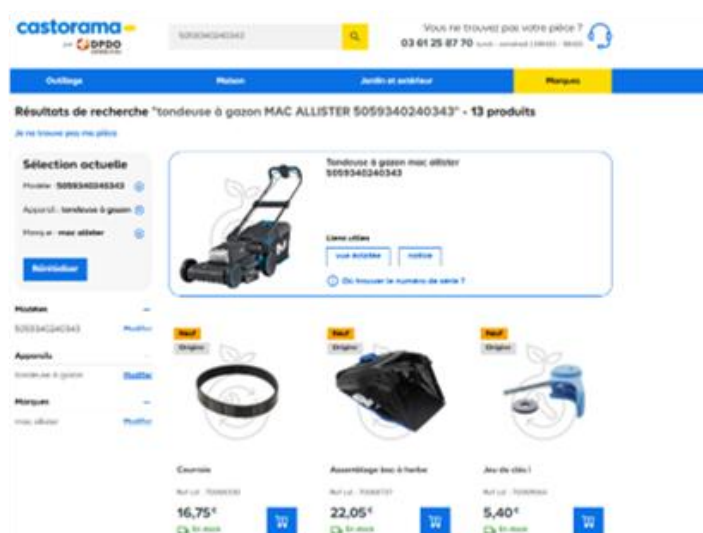 castorama
par DPDO
5059340240343
Vous ne trouvez pas votre pièce ?
03 61 25 87 70
Outillage
Maison
Jardin et extérieur
Marques
Résultats de recherche "tondeuse à gazon MAC ALLISTER 5059340240343" - 13 produits
Je ne trouve pas ma pièce
Sélection actuelle
Modèle : 5059340240343
Appareil : tondeuse à gazon
Marque : mac allister
Réinitialiser
Tondeuse à gazon mac allister
5059340240343
Liens utiles
vue éclatée
notice
Où trouver le numéro de série ?
Modèles
5059340240343
Modifier
Appareils
tondeuse à gazon
Modifier
Marques
mac allister
Modifier
Neuf
Origine
Courroie
16,75€
En stock
Neuf
Origine
Assemblage bac à herbe
22,05€
En stock
Neuf
Origine
Jeu de clés 1
5,40€
En stock